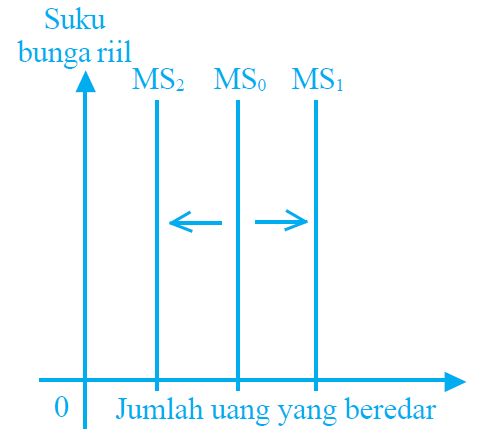 Suku
bunga riil
MS₂ MS₀ MS₁
0 Jumlah uang yang beredar